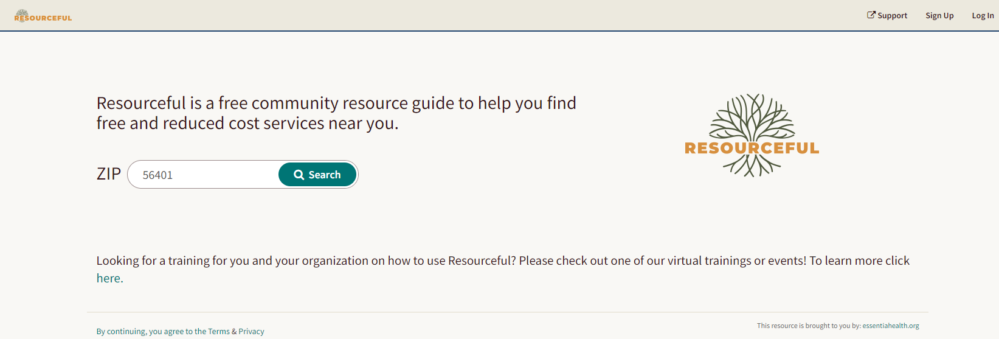 RESOURCEFUL
Support Sign Up Log In
Resourceful is a free community resource guide to help you find
free and reduced cost services near you.
RESOURCEFUL
ZIP 56401 Search
Looking for a training for you and your organization on how to use Resourceful? Please check out one of our virtual trainings or events! To learn more click
here.
This resource is brought to you by: essentiahealth.org
By continuing, you agree to the Terms & Privacy